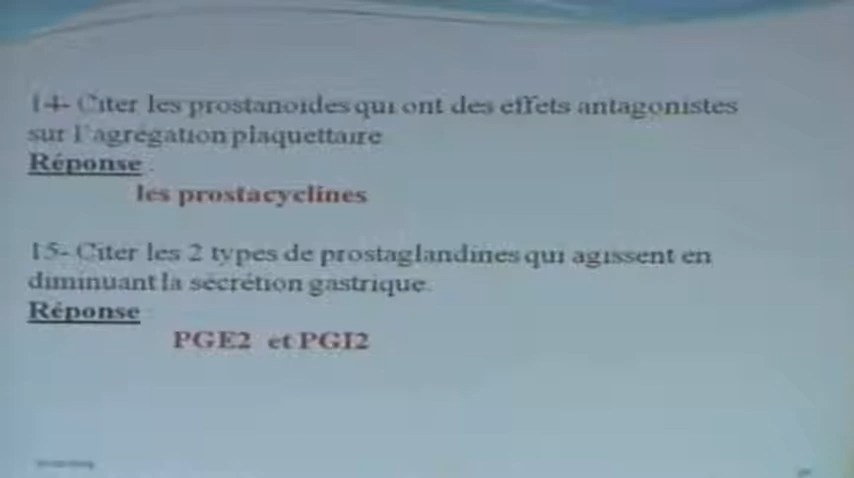 14- Citer les prostanoides qui ont des effets antagonistes
sur l'agrégation plaquettaire
Réponse :
les prostacyclines
15- Citer les 2 types de prostaglandines qui agissent en
diminuant la sécrétion gastrique.
Réponse
PGE2 et PGI2